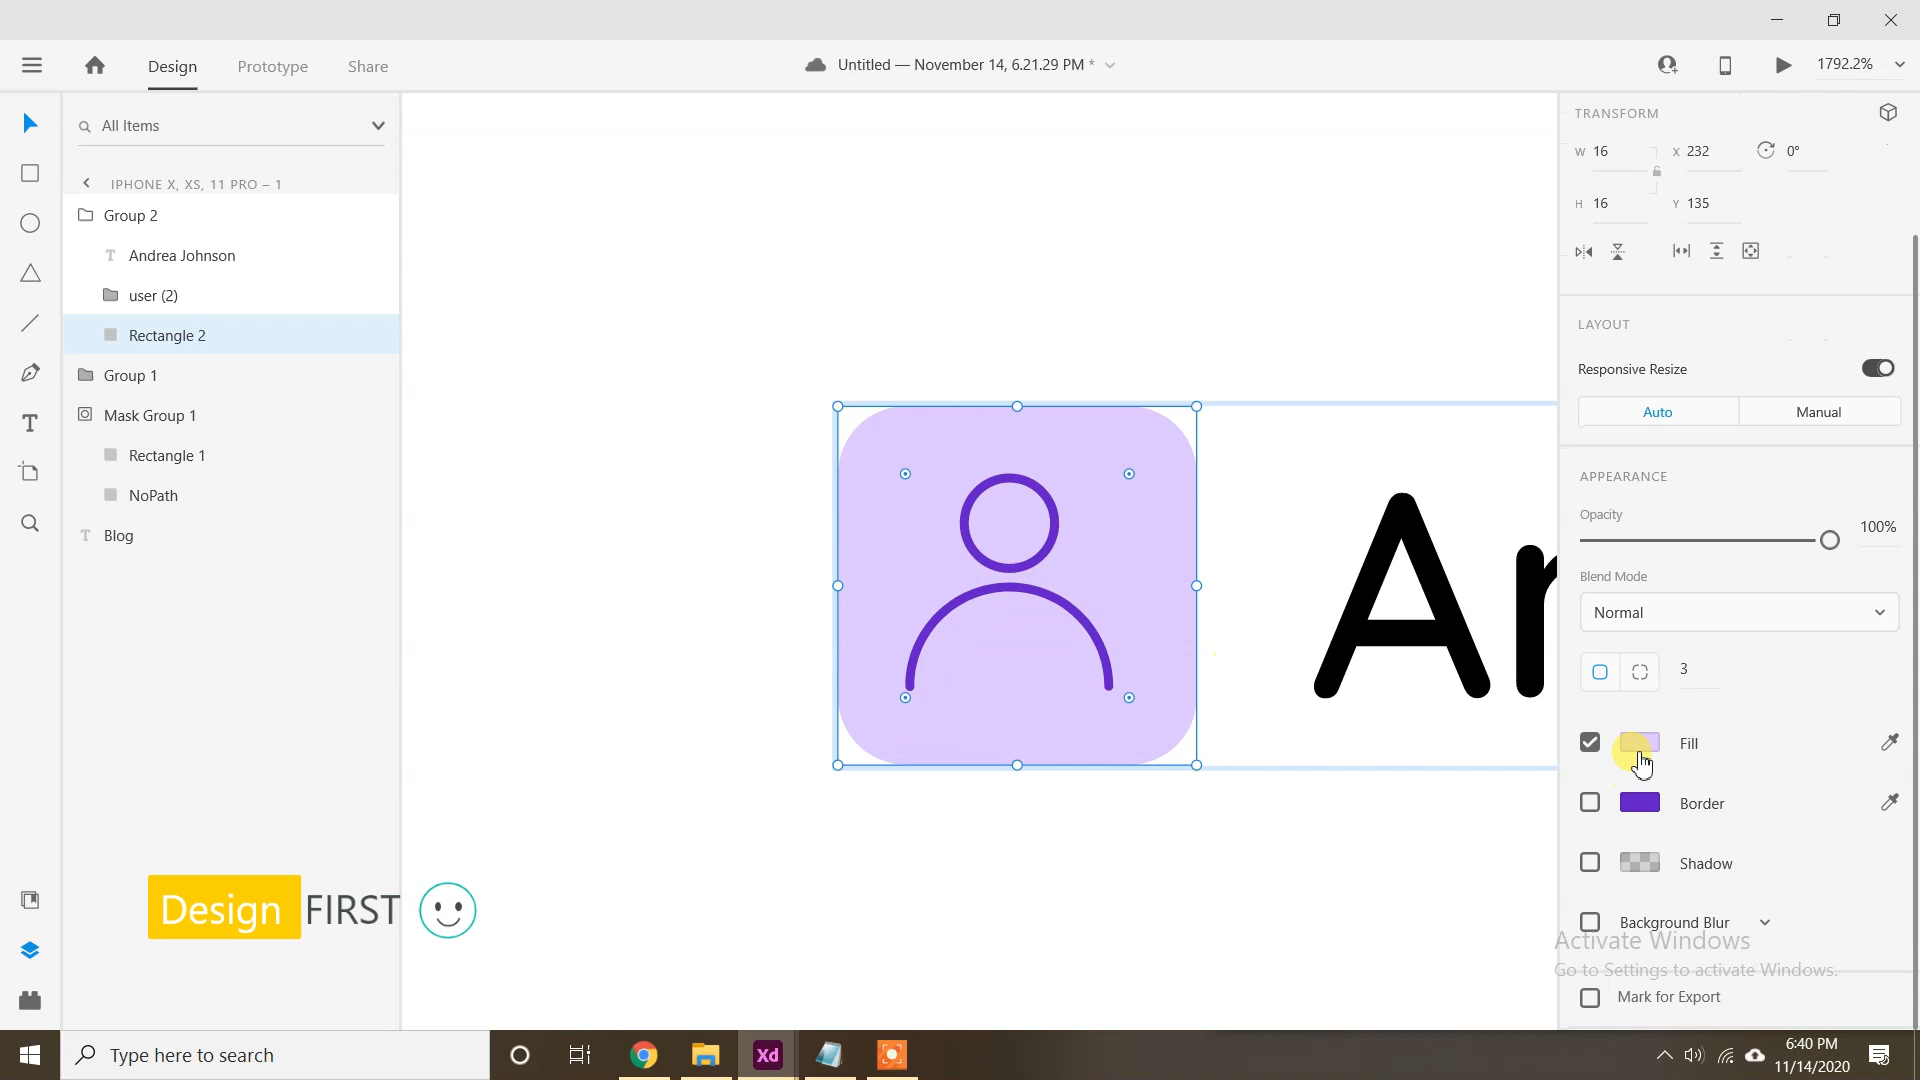 Design
Prototype
Share
Untitled — November 14, 6.21.29 PM *
1792.2%
All Items
IPHONE X, XS, 11 PRO – 1
Group 2
T Andrea Johnson
user (2)
Rectangle 2
Group 1
Mask Group 1
Rectangle 1
NoPath
T Blog
T
An
TRANSFORM
W 16
X 232
0°
H 16
Y 135
LAYOUT
Responsive Resize
Auto
Manual
APPEARANCE
Opacity
100%
Blend Mode
Normal
3
Fill
Border
Shadow
Background Blur
Activate Windows
Go to Settings to activate Windows.
Mark for Export
Design FIRST
Type here to search
Xd
6:40 PM
11/14/2020